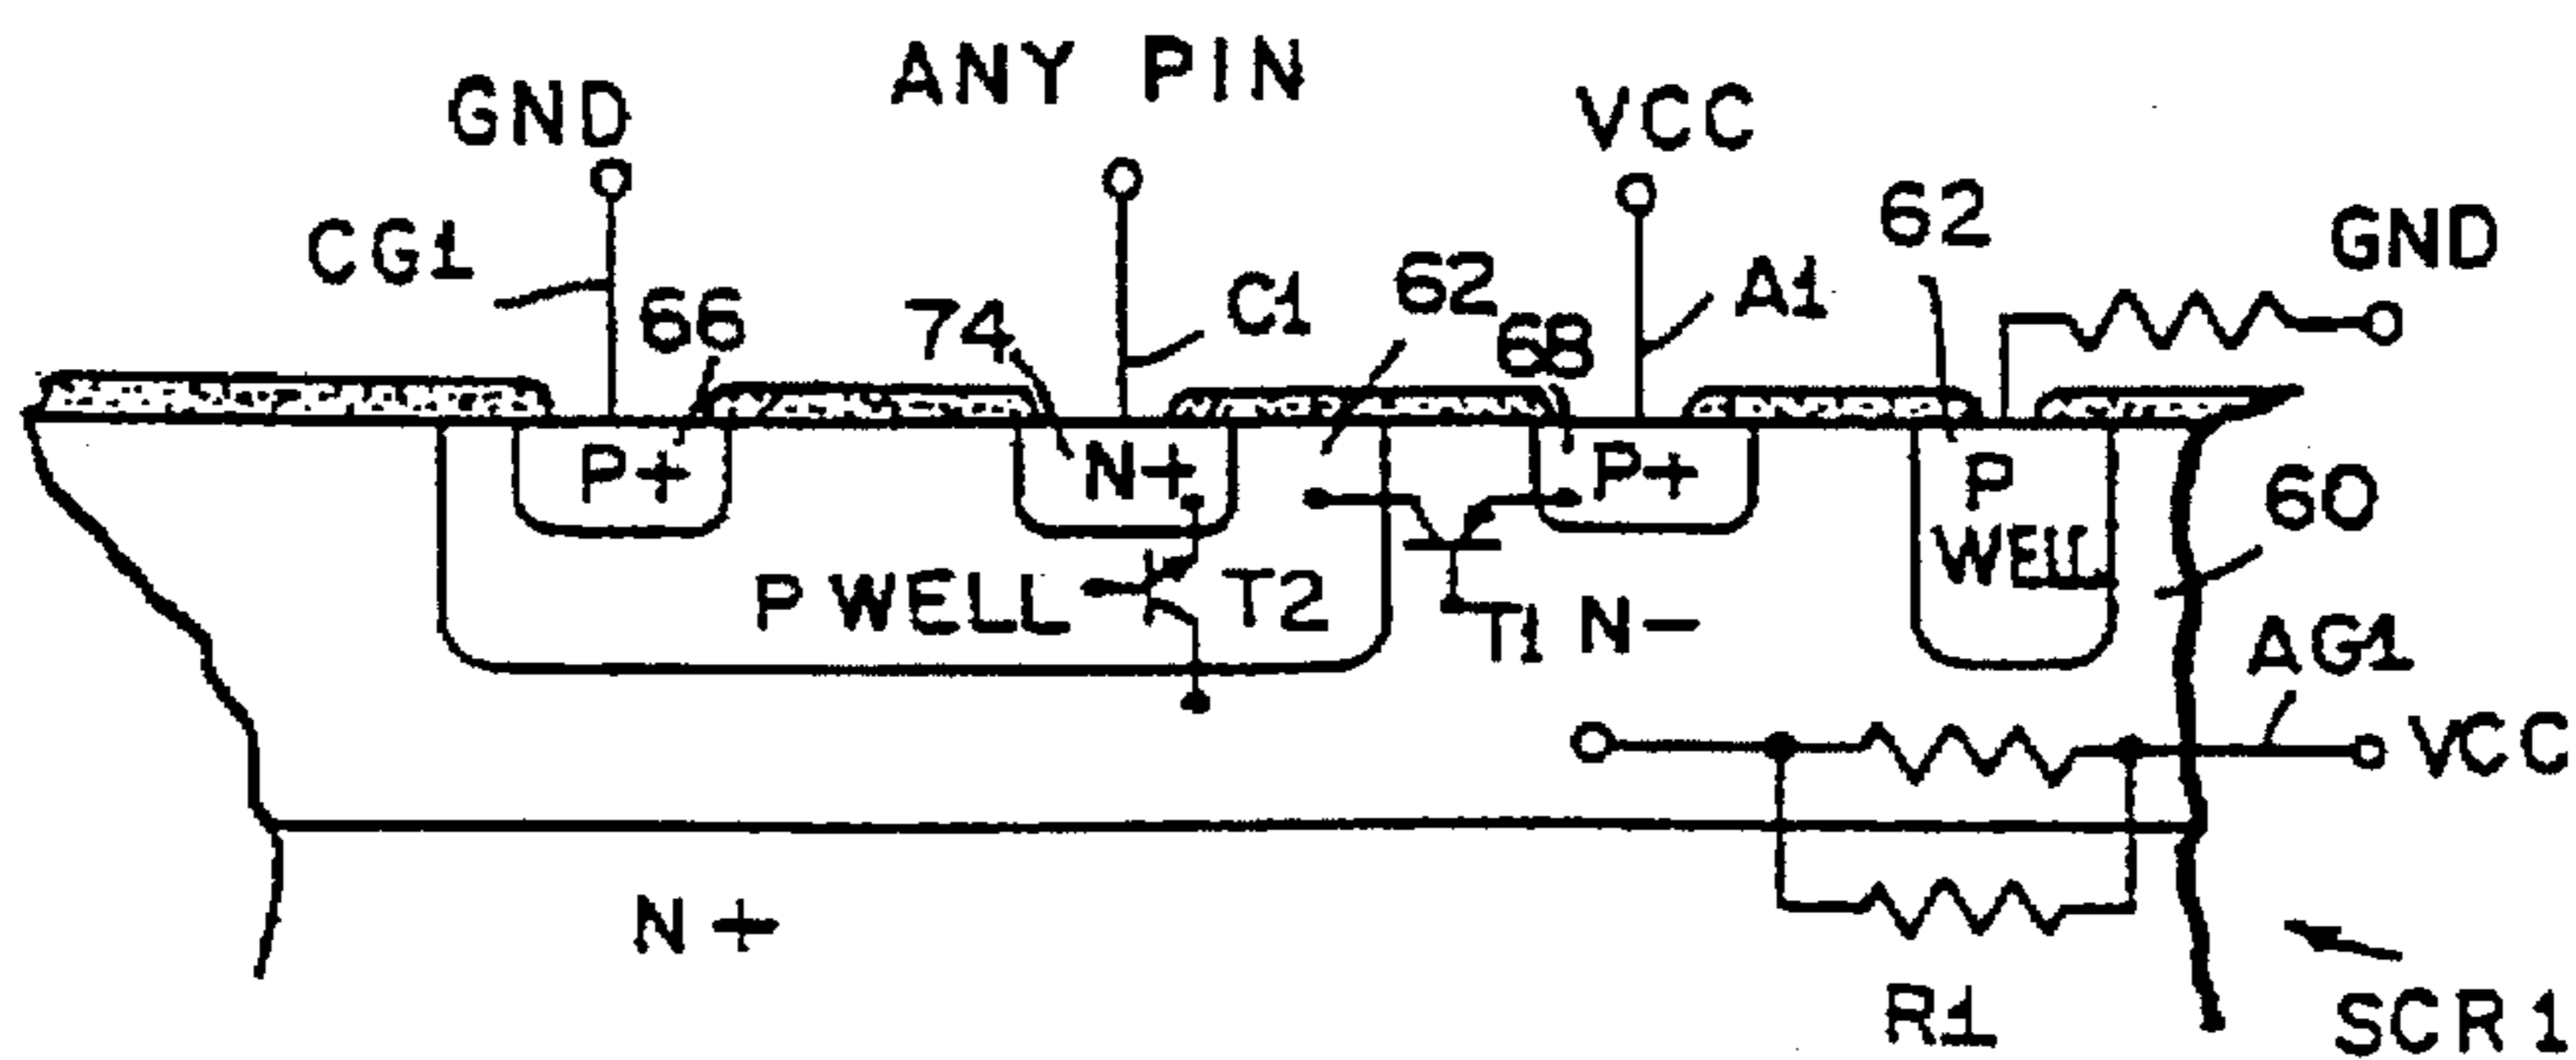 ANY PIN
GND
VCC
CG1
66
74
C1
62
68
A1
62
GND
P+
N+
P+
P
WELL
60
P WELL
T2
T1
N-
AG1
VCC
N+
R1
SCR1